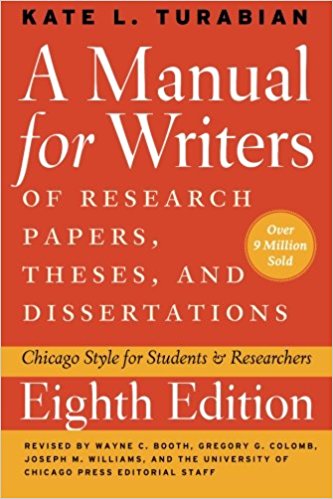 KATE L. TURABIAN
A Manual
for Writers
OF RESEARCH
PAPERS,
THESES, AND
DISSERTATIONS
Over
9 Million
Sold
Chicago Style for Students & Researchers
Eighth Edition
REVISED BY WAYNE C. BOOTH, GREGORY G. COLOMB,
JOSEPH M. WILLIAMS, AND THE UNIVERSITY OF
CHICAGO PRESS EDITORIAL STAFF